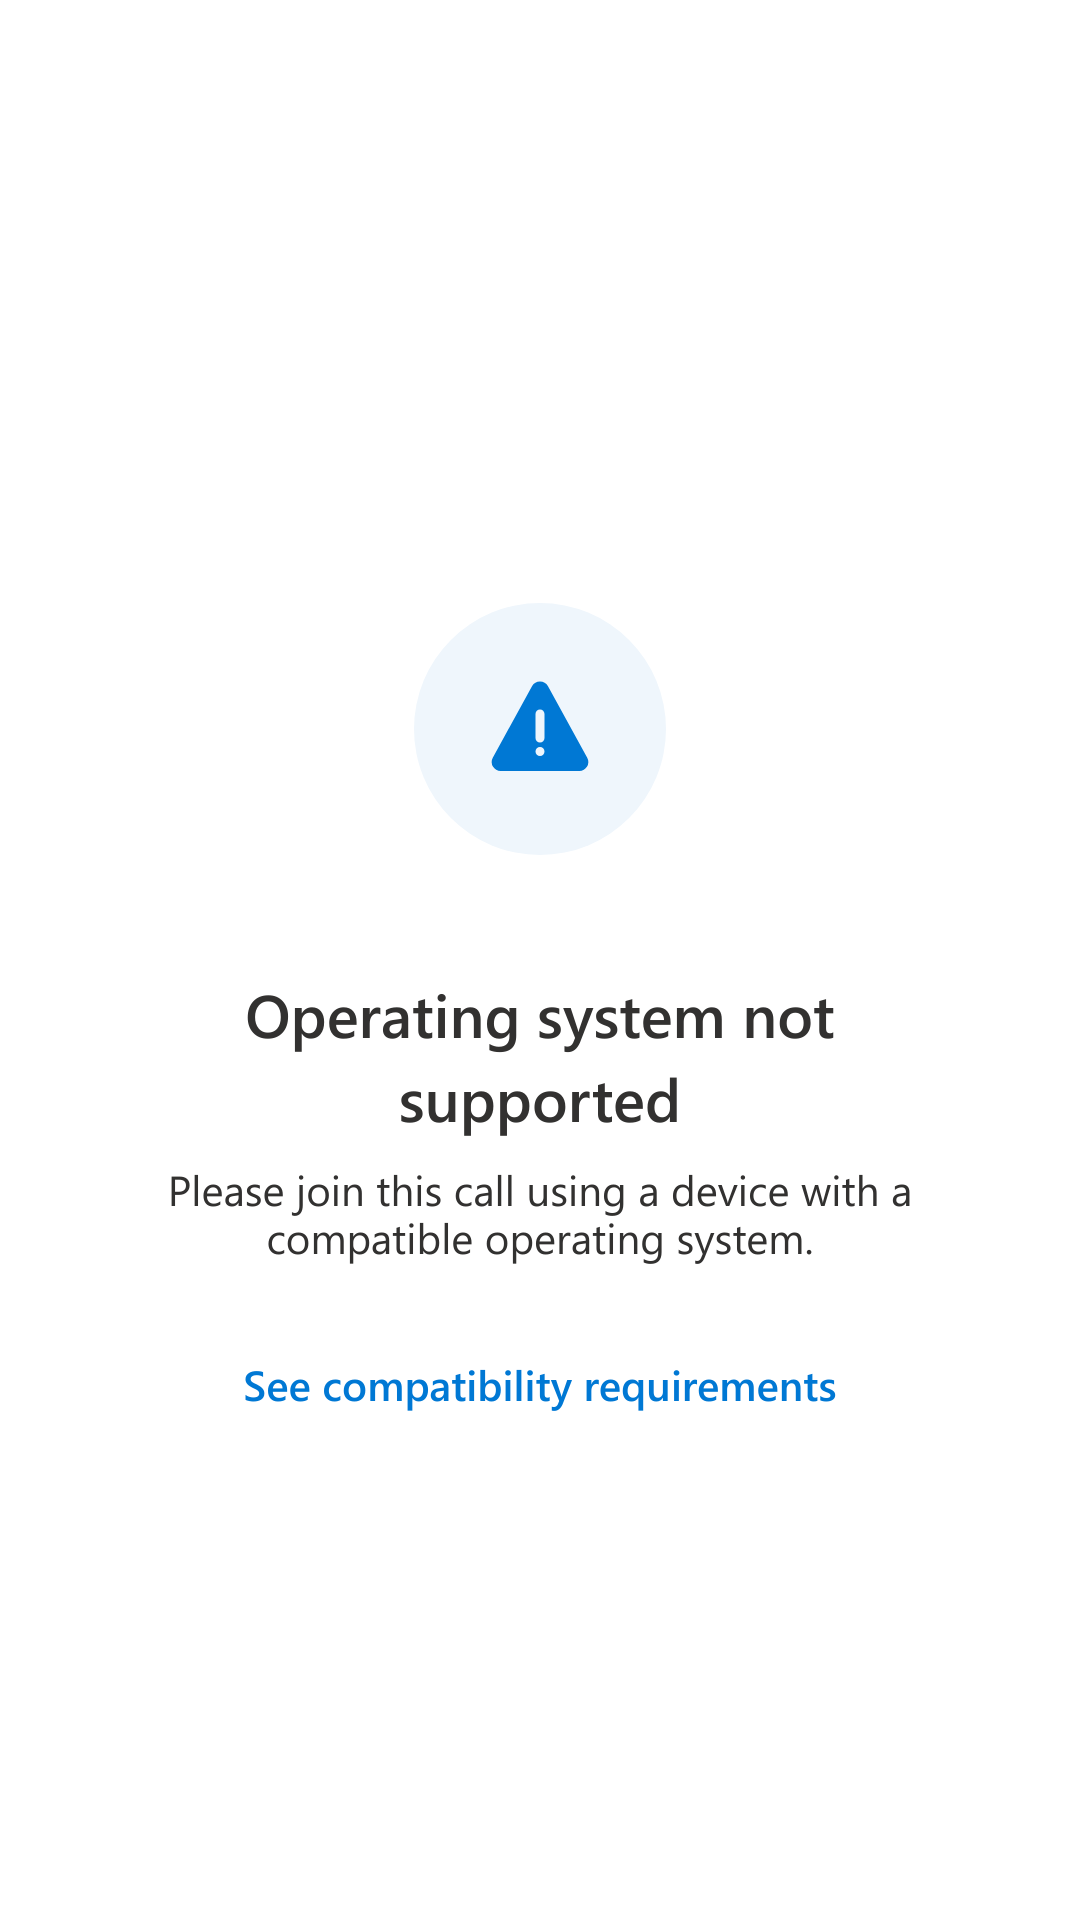 Operating system not
supported
Please join this call using a device with a
compatible operating system.
See compatibility requirements